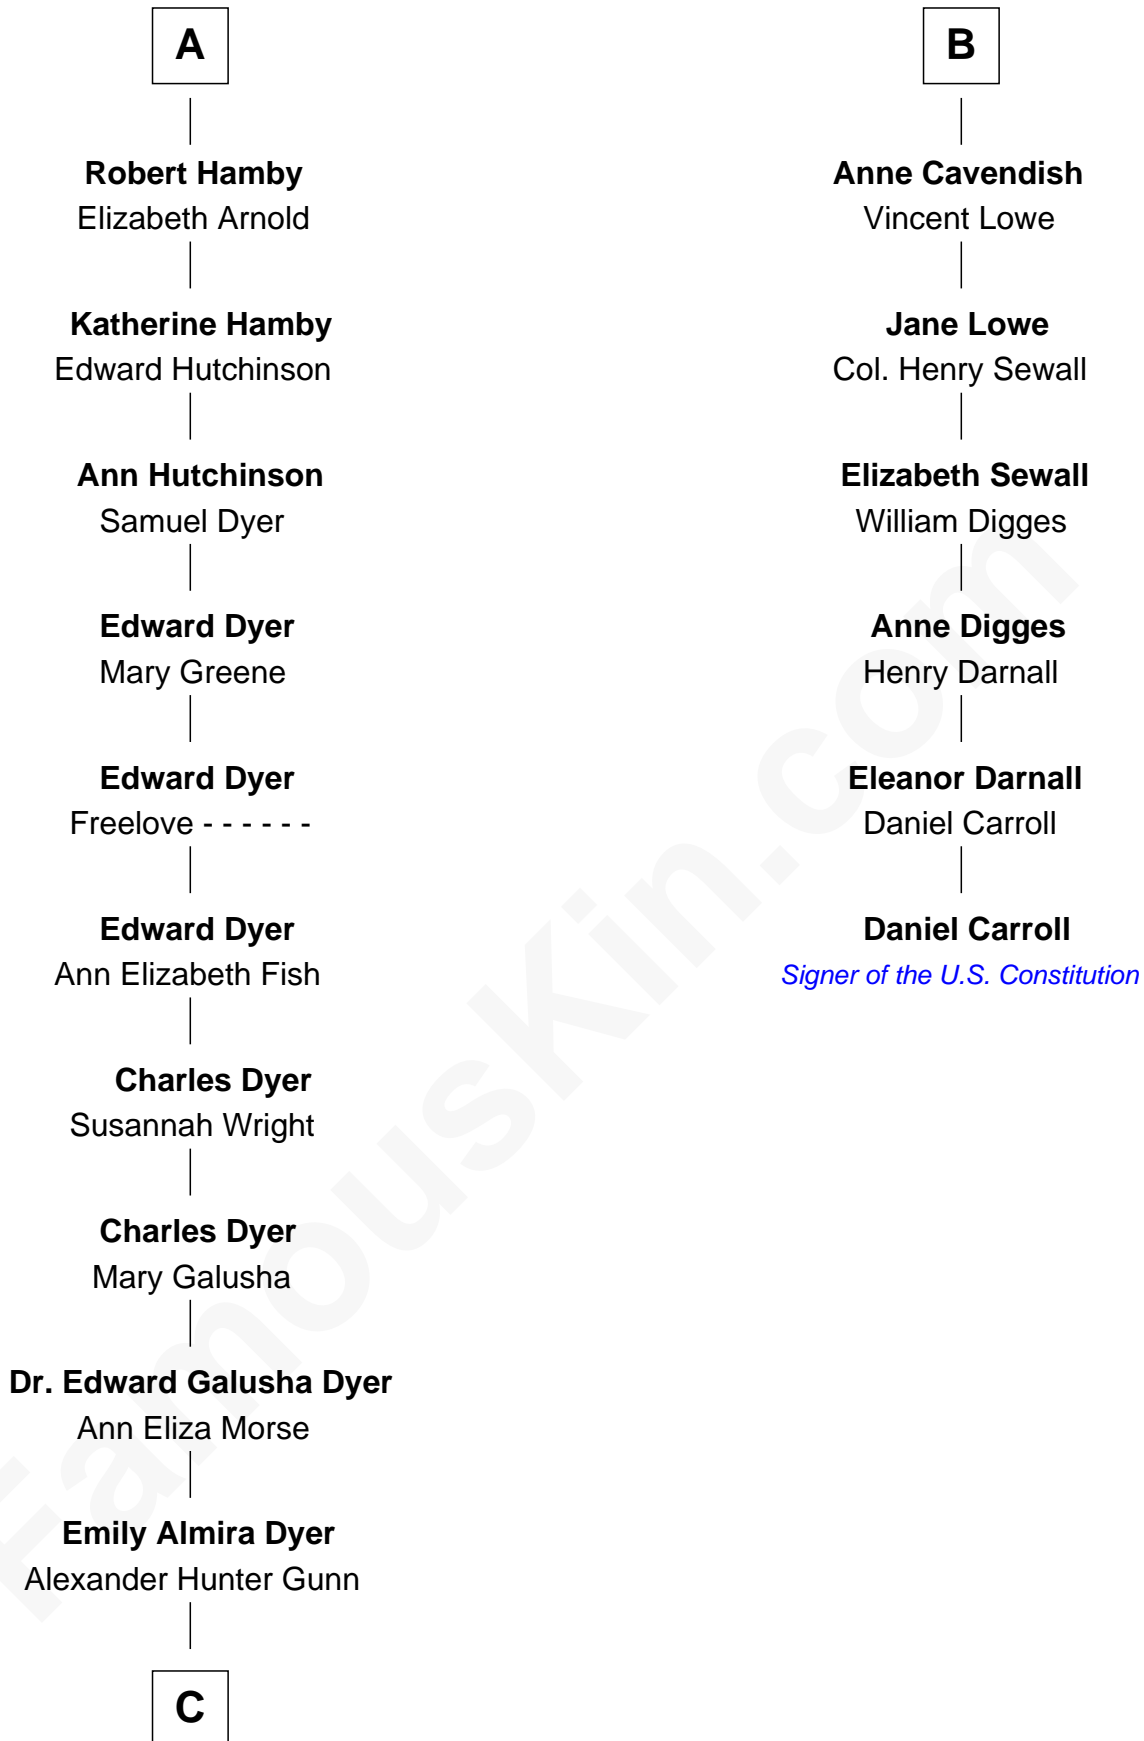 A
Robert Hamby
Elizabeth Arnold
Katherine Hamby
Edward Hutchinson
Ann Hutchinson
Samuel Dyer
Edward Dyer
Mary Greene
Edward Dyer
Freelove - - - - - -
Edward Dyer
Ann Elizabeth Fish
Charles Dyer
Susannah Wright
Charles Dyer
Mary Galusha
Dr. Edward Galusha Dyer
Ann Eliza Morse
Emily Almira Dyer
Alexander Hunter Gunn
C
B
Anne Cavendish
Vincent Lowe
Jane Lowe
Col. Henry Sewall
Elizabeth Sewall
William Digges
Anne Digges
Henry Darnall
Eleanor Darnall
Daniel Carroll
Daniel Carroll
Signer of the U.S. Constitution
FamousKin.com